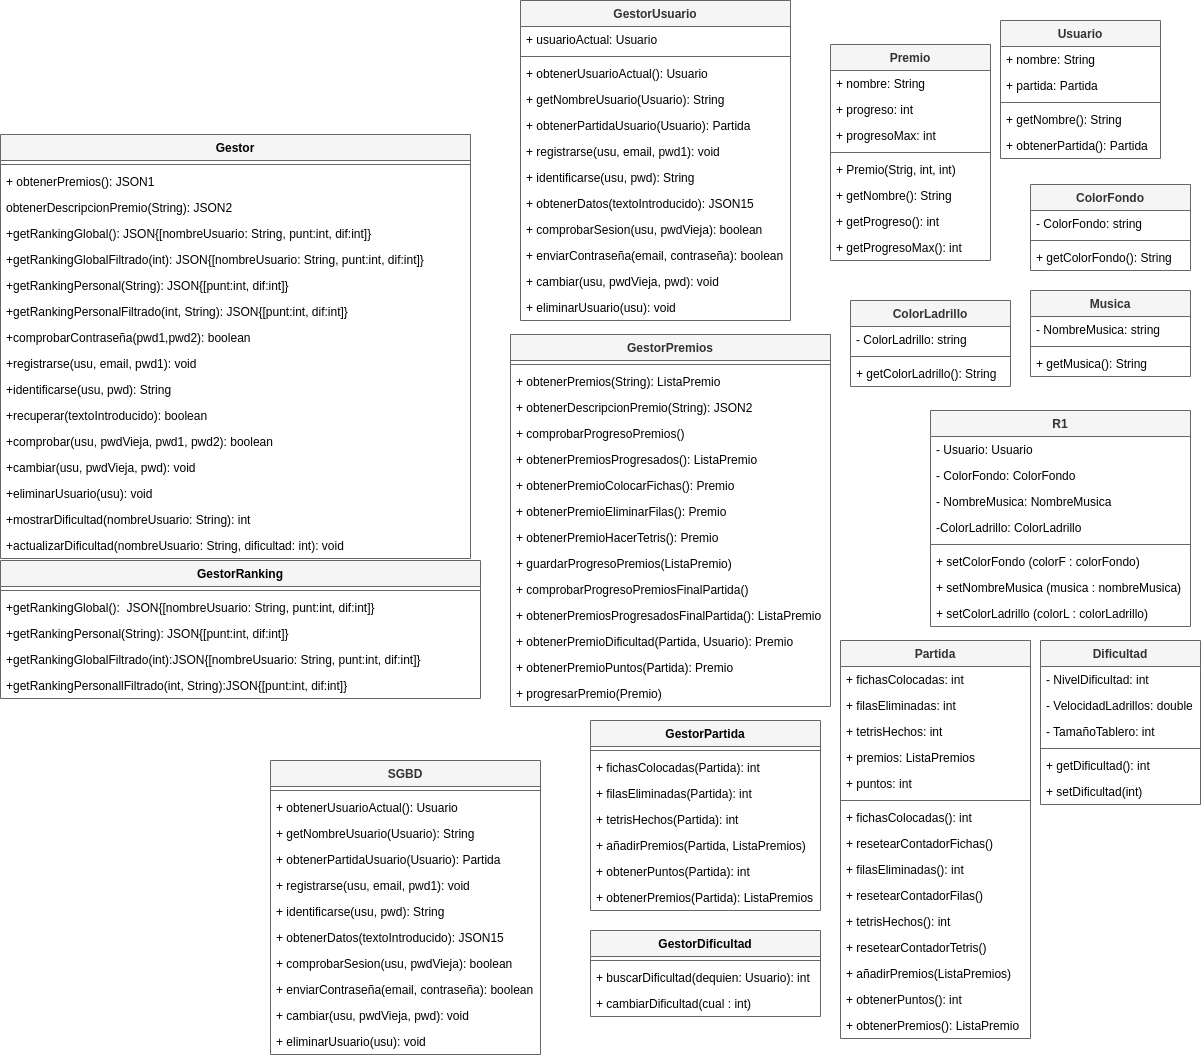 GestorUsuario
+ usuarioActual: Usuario
+ obtenerUsuarioActual(): Usuario
+ getNombreUsuario(Usuario): String
+ obtenerPartidaUsuario(Usuario): Partida
+ registrarse(usu, email, pwd1): void
+ identificarse(usu, pwd): String
+ obtenerDatos(textoIntroducido): JSON15
+ comprobarSesion(usu, pwdVieja): boolean
+ enviarContraseña(email, contraseña): boolean
+ cambiar(usu, pwdVieja, pwd): void
+ eliminarUsuario(usu): void
Premio
+ nombre: String
+ progreso: int
+ progresoMax: int
+ Premio(Strig, int, int)
+ getNombre(): String
+ getProgreso(): int
+ getProgresoMax(): int
Usuario
+ nombre: String
+ partida: Partida
+ getNombre(): String
+ obtenerPartida(): Partida
Gestor
+ obtenerPremios(): JSON1
obtenerDescripcionPremio(String): JSON2
+getRankingGlobal(): JSON{[nombreUsuario: String, punt:int, dif:int]}
+getRankingGlobalFiltrado(int): JSON{[nombreUsuario: String, punt:int, dif:int]}
+getRankingPersonal(String): JSON{[punt:int, dif:int]}
+getRankingPersonalFiltrado(int, String): JSON{[punt:int, dif:int]}
+comprobarContraseña(pwd1,pwd2): boolean
+registrarse(usu, email, pwd1): void
+identificarse(usu, pwd): String
+recuperar(textoIntroducido): boolean
+comprobar(usu, pwdVieja, pwd1, pwd2): boolean
+cambiar(usu, pwdVieja, pwd): void
+eliminarUsuario(usu): void
+mostrarDificultad(nombreUsuario: String): int
+actualizarDificultad(nombreUsuario: String, dificultad: int): void
ColorFondo
- ColorFondo: string
+ getColorFondo(): String
Musica
- NombreMusica: string
+ getMusica(): String
ColorLadrillo
- ColorLadrillo: string
+ getColorLadrillo(): String
GestorPremios
+ obtenerPremios(String): ListaPremio
+ obtenerDescripcionPremio(String): JSON2
+ comprobarProgresoPremios()
+ obtenerPremiosProgresados(): ListaPremio
+ obtenerPremioColocarFichas(): Premio
+ obtenerPremioEliminarFilas(): Premio
+ obtenerPremioHacerTetris(): Premio
+ guardarProgresoPremios(ListaPremio)
+ comprobarProgresoPremiosFinalPartida()
+ obtenerPremiosProgresadosFinalPartida(): ListaPremio
+ obtenerPremioDificultad(Partida, Usuario): Premio
+ obtenerPremioPuntos(Partida): Premio
+ progresarPremio(Premio)
R1
- Usuario: Usuario
- ColorFondo: ColorFondo
- NombreMusica: NombreMusica
-ColorLadrillo: ColorLadrillo
+ setColorFondo (colorF : colorFondo)
+ setNombreMusica (musica : nombreMusica)
+ setColorLadrillo (colorL : colorLadrillo)
GestorRanking
+getRankingGlobal():  JSON{[nombreUsuario: String, punt:int, dif:int]}
+getRankingPersonal(String): JSON{[punt:int, dif:int]}
+getRankingGlobalFiltrado(int):JSON{[nombreUsuario: String, punt:int, dif:int]}
+getRankingPersonallFiltrado(int, String):JSON{[punt:int, dif:int]}
Partida
+ fichasColocadas: int
+ filasEliminadas: int
+ tetrisHechos: int
+ premios: ListaPremios
+ puntos: int
+ fichasColocadas(): int
+ resetearContadorFichas()
+ filasEliminadas(): int
+ resetearContadorFilas()
+ tetrisHechos(): int
+ resetearContadorTetris()
+ añadirPremios(ListaPremios)
+ obtenerPuntos(): int
+ obtenerPremios(): ListaPremio
Dificultad
- NivelDificultad: int
- VelocidadLadrillos: double
- TamañoTablero: int
+ getDificultad(): int
+ setDificultad(int)
GestorPartida
+ fichasColocadas(Partida): int
+ filasEliminadas(Partida): int
+ tetrisHechos(Partida): int
+ añadirPremios(Partida, ListaPremios)
+ obtenerPuntos(Partida): int
+ obtenerPremios(Partida): ListaPremios
SGBD
+ obtenerUsuarioActual(): Usuario
+ getNombreUsuario(Usuario): String
+ obtenerPartidaUsuario(Usuario): Partida
+ registrarse(usu, email, pwd1): void
+ identificarse(usu, pwd): String
+ obtenerDatos(textoIntroducido): JSON15
+ comprobarSesion(usu, pwdVieja): boolean
+ enviarContraseña(email, contraseña): boolean
+ cambiar(usu, pwdVieja, pwd): void
+ eliminarUsuario(usu): void
GestorDificultad
+ buscarDificultad(dequien: Usuario): int
+ cambiarDificultad(cual : int)